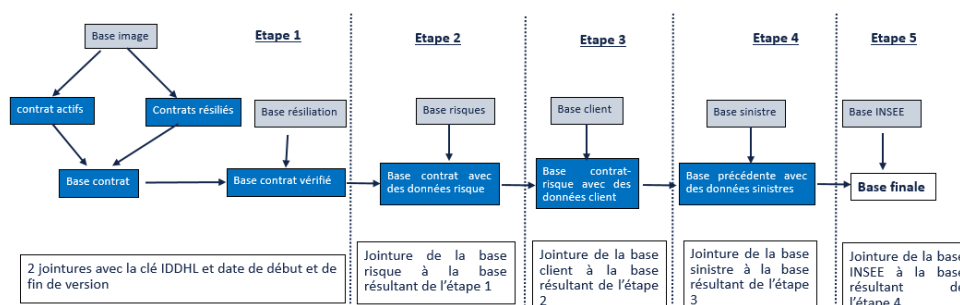 Etape 1
Etape 2
Etape 3
Etape 4
Etape 5
Base image
contrat actifs
Contrats résiliés
Base résiliation
Base risques
Base client
Base sinistre
Base INSEE
Base contrat
Base contrat vérifié
Base contrat avec
des données risque
Base contrat-
risque avec des
données client
Base précédente avec
des données sinistres
Base finale
2 jointures avec la clé IDDHL et date de début et de
fin de version
Jointure de la base
risque à la base
résultant de l'étape 1
Jointure de la base
client à la base
résultant de l'étape
2
Jointure de la base
sinistre à la base
résultant de l'étape
3
Jointure de la base
INSEE à la base
résultant de
l'étape 4